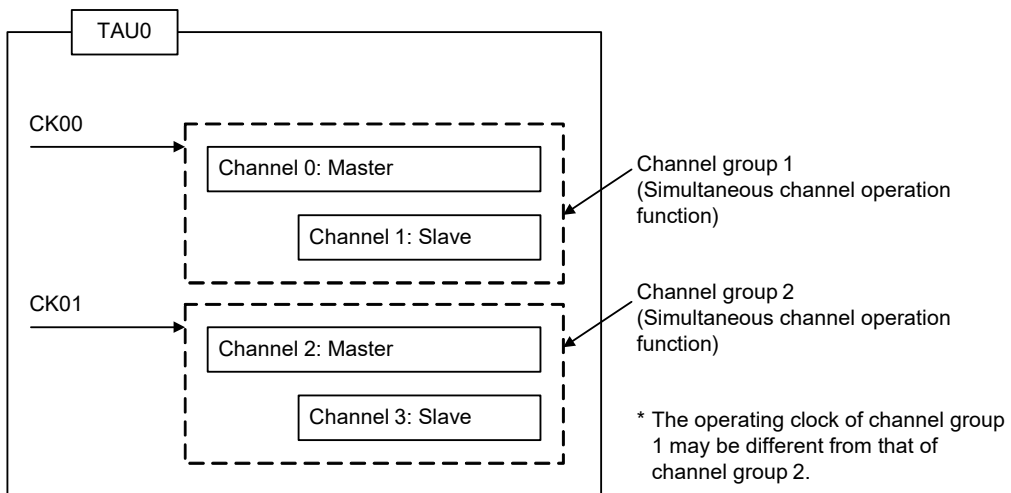 TAU0
CK00
Channel 0: Master
Channel 1: Slave
Channel group 1
(Simultaneous channel operation
function)
CK01
Channel 2: Master
Channel 3: Slave
Channel group 2
(Simultaneous channel operation
function)
* The operating clock of channel group
1 may be different from that of
channel group 2.